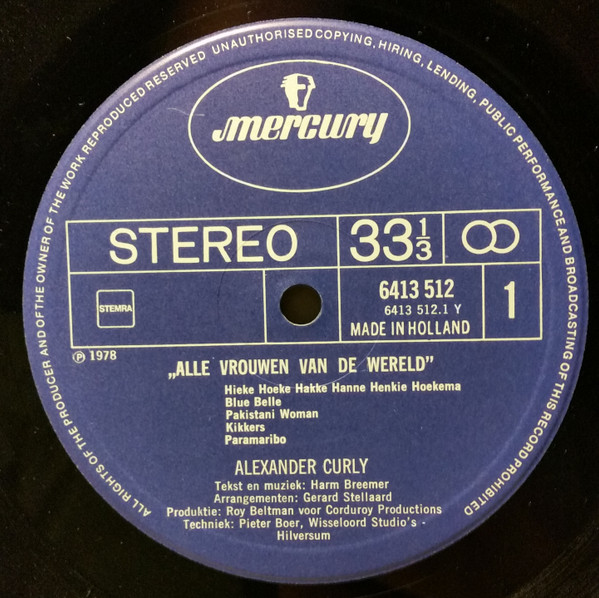 ALL RIGHTS OF THE PRODUCER AND OF THE OWNER OF THE WORK REPRODUCED RESERVED UNAUTHORISED COPYING, HIRING, LENDING, PUBLIC PERFORMANCE AND BROADCASTING OF THIS RECORD PROHIBITED
mercury
STEREO 33 1/3
STEMRA
6413 512
6413 512.1 Y
MADE IN HOLLAND
1
Ⓟ 1978
„ALLE VROUWEN VAN DE WERELD”
Hieke Hoeke Hakke Hanne Henkie Hoekema
Blue Belle
Pakistani Woman
Kikkers
Paramaribo
ALEXANDER CURLY
Tekst en muziek: Harm Breemer
Arrangementen: Gerard Stellaard
Produktie: Roy Beltman voor Corduroy Productions
Techniek: Pieter Boer, Wisseloord Studio's -
Hilversum